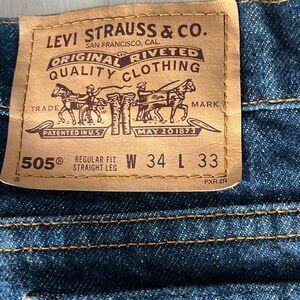 LEVI STRAUSS & CO.
SAN FRANCISCO, CAL.
ORIGINAL RIVETED
QUALITY CLOTHING
TRADE MARK
PATENTED IN U.S. MAY 20 1873
505® REGULAR FIT STRAIGHT LEG W 34 L 33
® PXR 2R